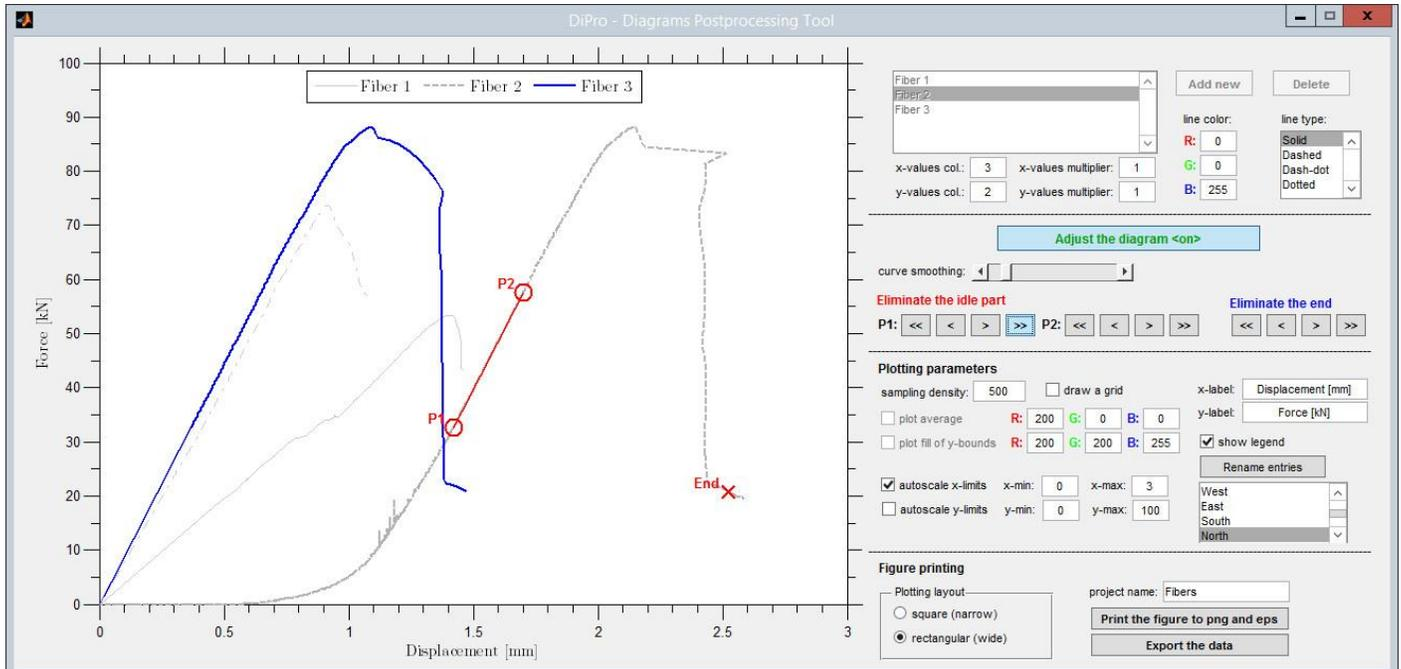 DiPro - Diagrams Postprocessing Tool
Fiber 1 Fiber 2 Fiber 3
100
90
80
70
60
50
40
30
20
10
0
Force [kN]
P2
P1
End
0 0.5 1 1.5 2 2.5 3
Displacement [mm]
Fiber 1
Fiber 2
Fiber 3
Add new Delete
line color: line type:
R: 0
G: 0
B: 255
Solid
Dashed
Dash-dot
Dotted
x-values col.: 3 x-values multiplier: 1
y-values col.: 2 y-values multiplier: 1
Adjust the diagram <on>
curve smoothing:
Eliminate the idle part Eliminate the end
P1: << < > >> P2: << < > >> << < > >>
Plotting parameters
sampling density: 500 draw a grid
plot average R: 200 G: 0 B: 0
plot fill of y-bounds R: 200 G: 200 B: 255
autoscale x-limits x-min: 0 x-max: 3
autoscale y-limits y-min: 0 y-max: 100
x-label: Displacement [mm]
y-label: Force [kN]
show legend
Rename entries
West
East
South
North
Figure printing
Plotting layout
square (narrow)
rectangular (wide)
project name: Fibers
Print the figure to png and eps
Export the data